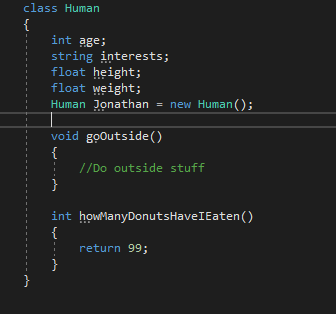 class Human
{
int age;
string interests;
float height;
float weight;
Human Jonathan = new Human();
void goOutside()
{
//Do outside stuff
}
int howManyDonutsHaveIEaten()
{
return 99;
}
}